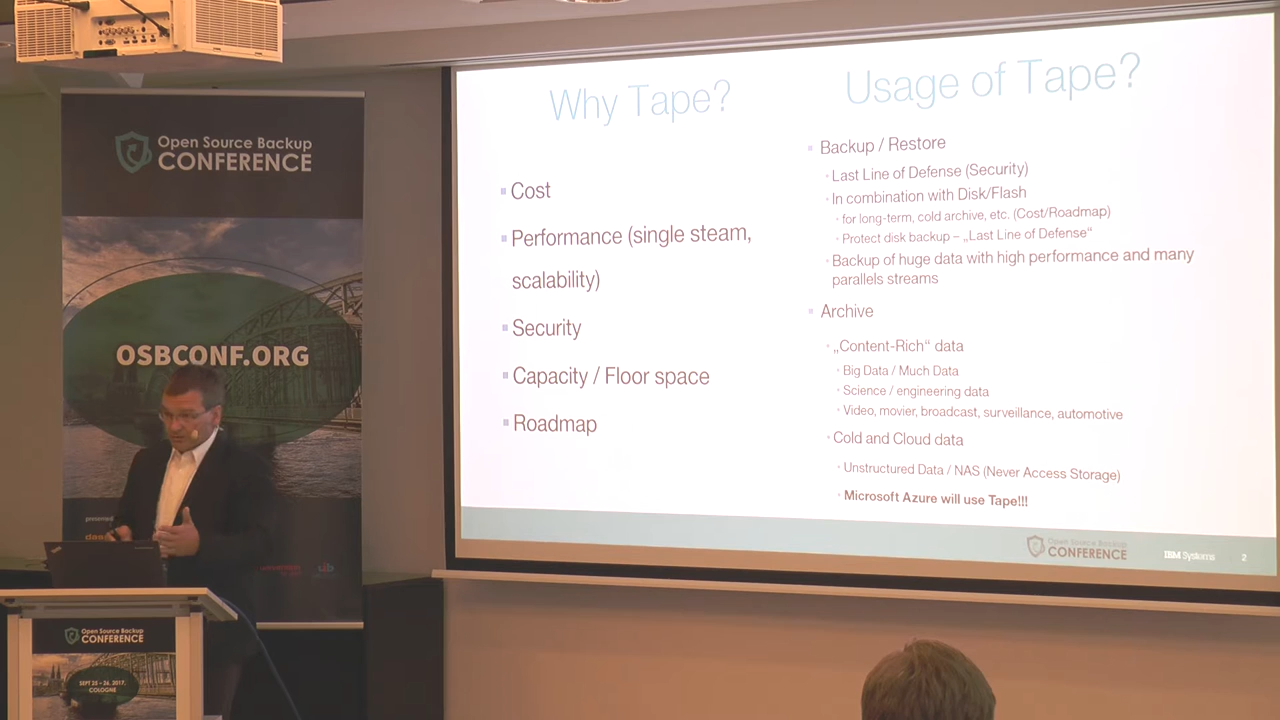 Open Source Backup
CONFERENCE
OSBCONF.ORG
presented
Open Source Backup
CONFERENCE
SEPT 25 – 26, 2017,
COLOGNE
Why Tape?
Cost
Performance (single steam,
scalability)
Security
Capacity / Floor space
Roadmap
Usage of Tape?
Backup / Restore
Last Line of Defense (Security)
In combination with Disk/Flash
for long-term, cold archive, etc. (Cost/Roadmap)
Protect disk backup – „Last Line of Defense“
Backup of huge data with high performance and many
parallels streams
Archive
„Content-Rich“ data
Big Data / Much Data
Science / engineering data
Video, movier, broadcast, surveillance, automotive
Cold and Cloud data
Unstructured Data / NAS (Never Access Storage)
Microsoft Azure will use Tape!!!
Open Source Backup
CONFERENCE
IBM Systems
2